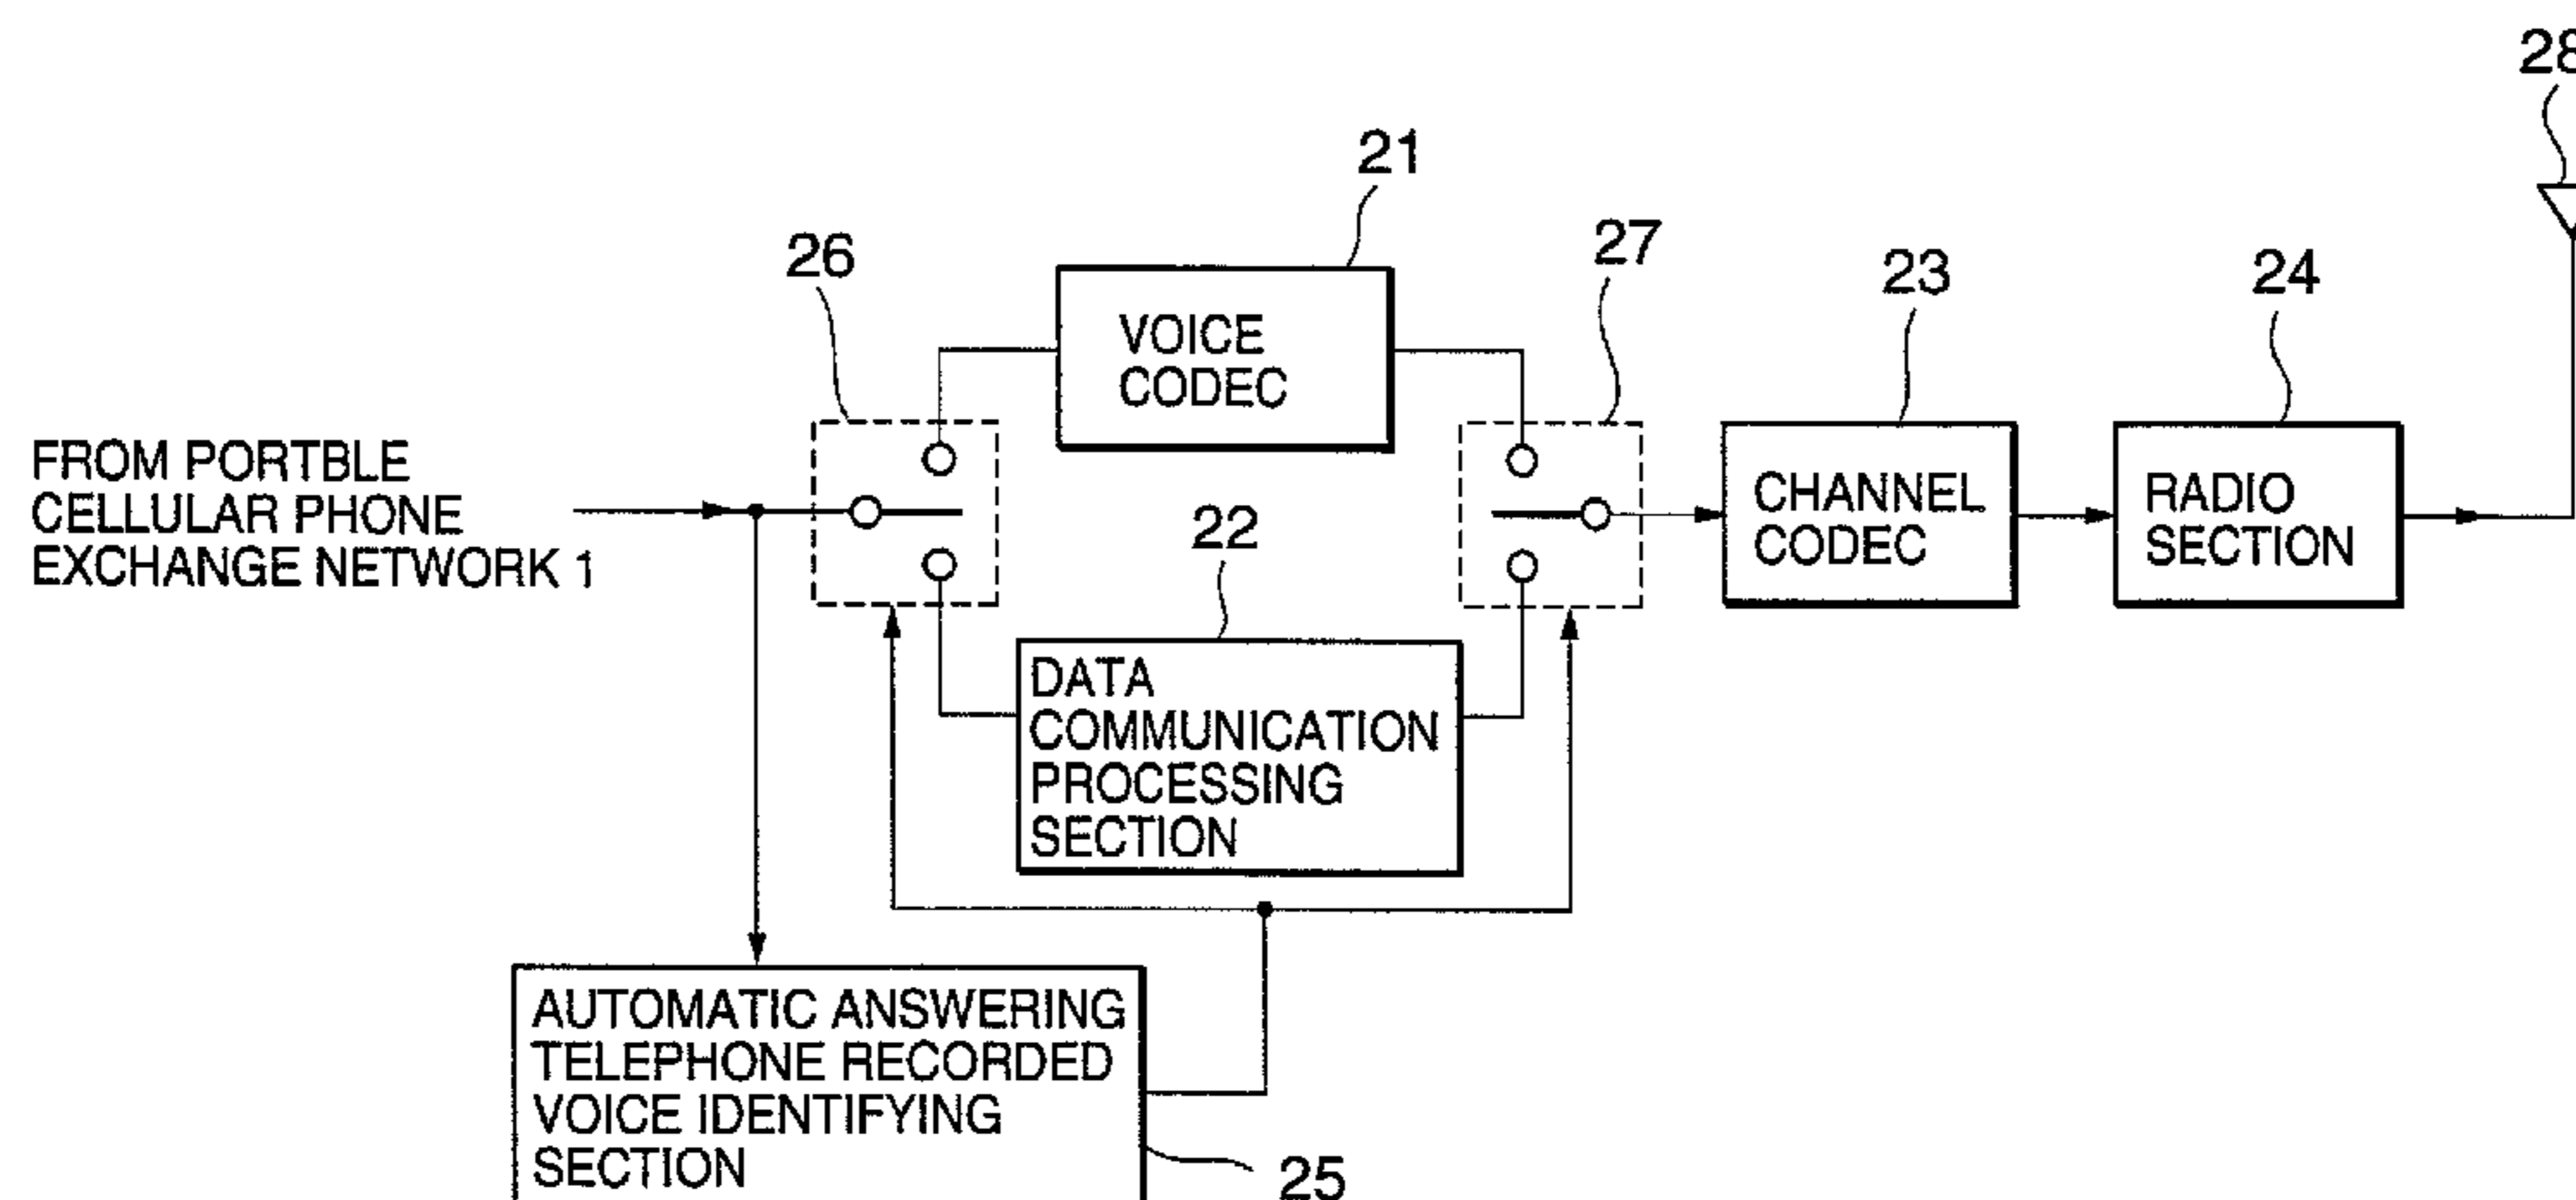 28
21
26
27
23
24
VOICE
CODEC
FROM PORTBLE
CELLULAR PHONE
EXCHANGE NETWORK 1
CHANNEL
CODEC
RADIO
SECTION
22
DATA
COMMUNICATION
PROCESSING
SECTION
AUTOMATIC ANSWERING
TELEPHONE RECORDED
VOICE IDENTIFYING
SECTION
25